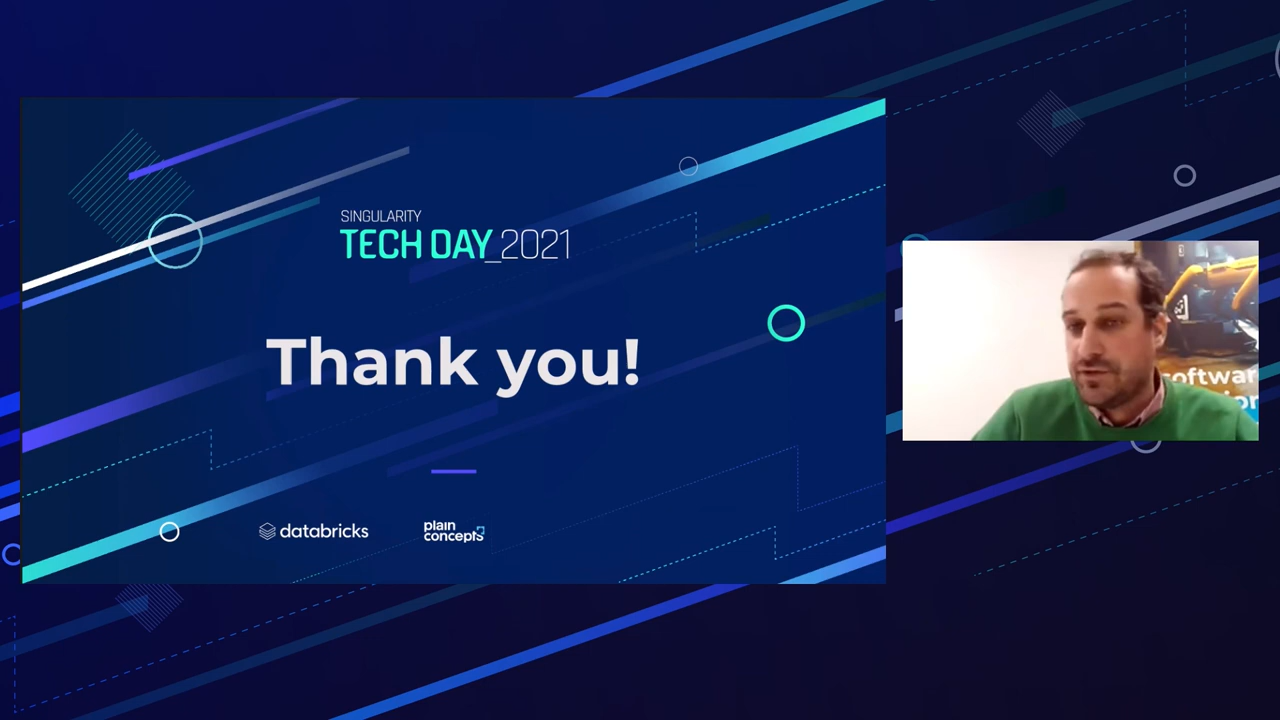 SINGULARITY
TECH DAY_2021
Thank you!
databricks
plain
concepts